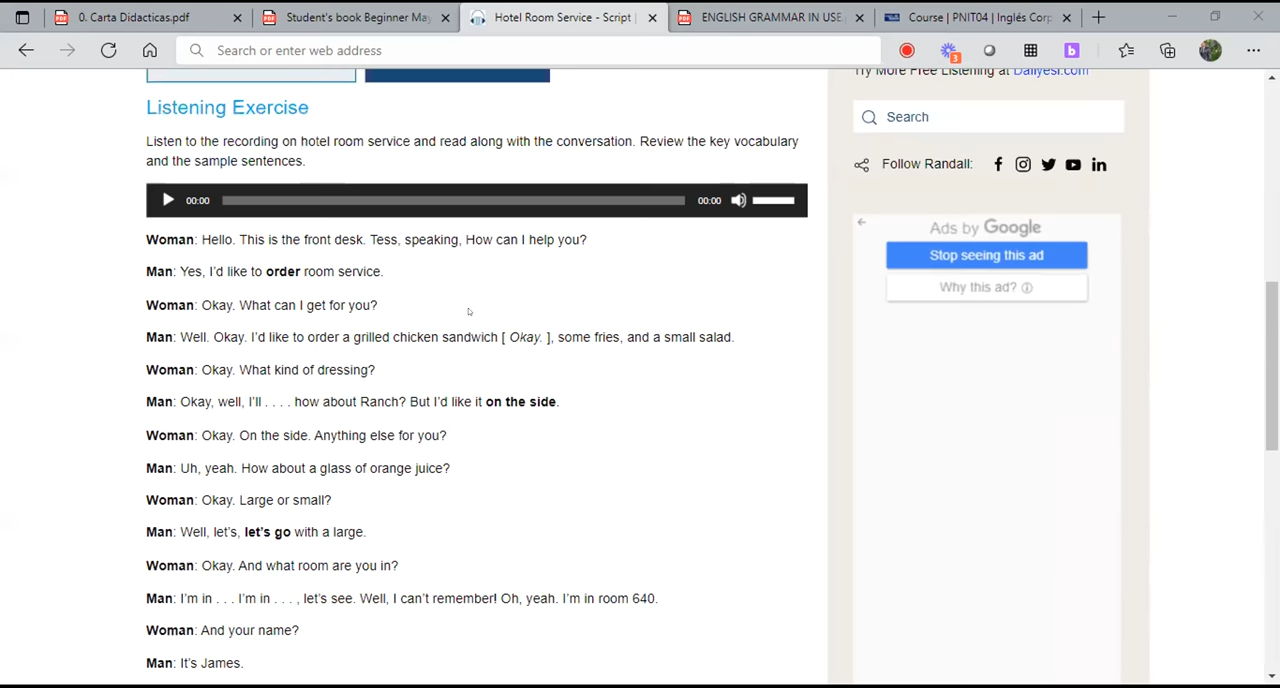 0. Carta Didacticas.pdf
Student's book Beginner May
Hotel Room Service - Script |
ENGLISH GRAMMAR IN USE.
Course | PNIT04 | Inglés Corp
Search or enter web address
3
b
Try More Free Listening at Dailyesl.com
Listening Exercise
Listen to the recording on hotel room service and read along with the conversation. Review the key vocabulary
and the sample sentences.
Search
Follow Randall:
00:00
00:00
Ads by Google
Stop seeing this ad
Why this ad?
Woman: Hello. This is the front desk. Tess, speaking, How can I help you?
Man: Yes, I'd like to order room service.
Woman: Okay. What can I get for you?
Man: Well. Okay. I'd like to order a grilled chicken sandwich [ Okay. ], some fries, and a small salad.
Woman: Okay. What kind of dressing?
Man: Okay, well, I'll . . . . how about Ranch? But I'd like it on the side.
Woman: Okay. On the side. Anything else for you?
Man: Uh, yeah. How about a glass of orange juice?
Woman: Okay. Large or small?
Man: Well, let's, let's go with a large.
Woman: Okay. And what room are you in?
Man: I'm in . . . I'm in . . . , let's see. Well, I can't remember! Oh, yeah. I'm in room 640.
Woman: And your name?
Man: It's James.